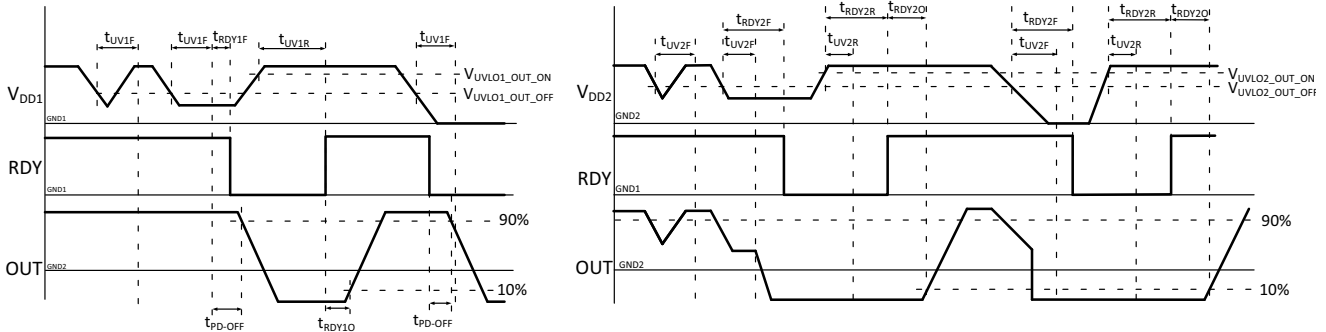 tUV1F
tUV1F
tRDY1F
tUV1R
tUV1F
VDD1
VUVLO1_OUT_ON
VUVLO1_OUT_OFF
GND1
RDY
GND1
90%
OUT
GND2
10%
tPD-OFF
tRDY1O
tPD-OFF
tRDY2R
tRDY2O
tRDY2F
tRDY2F
tRDY2R
tRDY2O
tUV2F
tUV2F
tUV2R
tUV2F
tUV2R
VDD2
VUVLO2_OUT_ON
VUVLO2_OUT_OFF
GND2
RDY
GND1
90%
OUT
GND2
10%